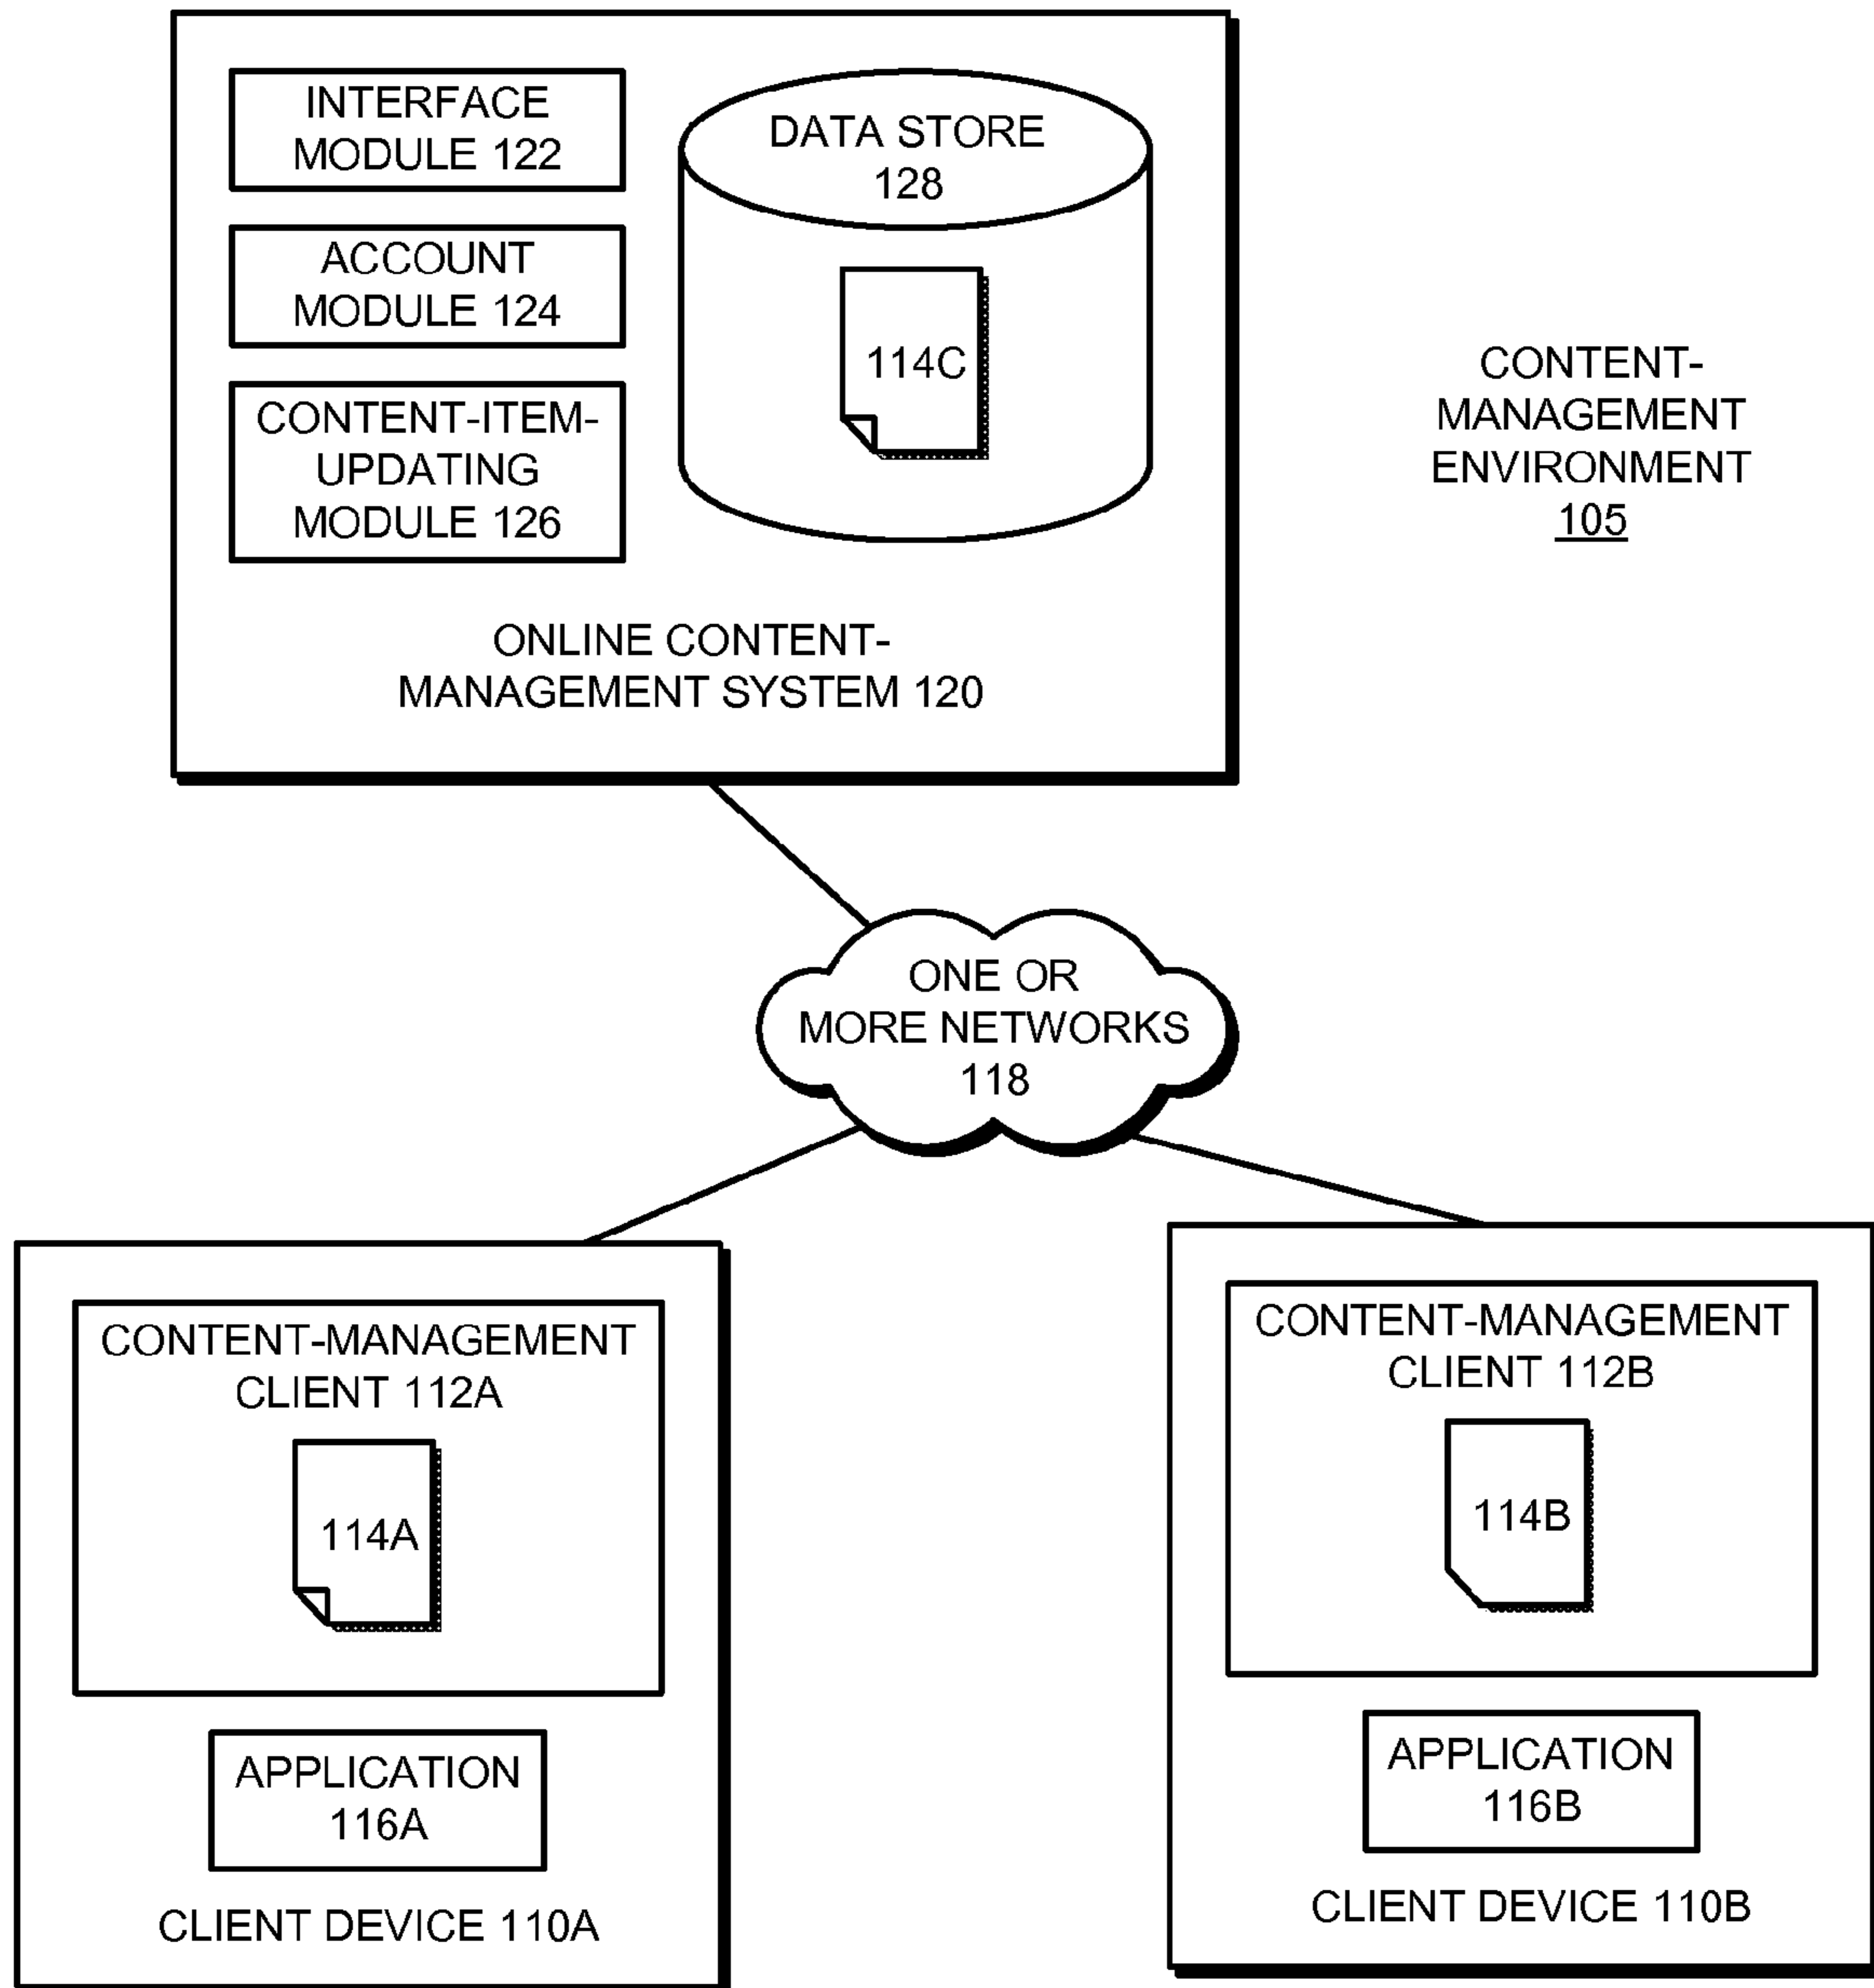 INTERFACE
MODULE 122
ACCOUNT
MODULE 124
CONTENT-ITEM-
UPDATING
MODULE 126
DATA STORE
128
114C
ONLINE CONTENT-
MANAGEMENT SYSTEM 120
CONTENT-
MANAGEMENT
ENVIRONMENT
105
ONE OR
MORE NETWORKS
118
CONTENT-MANAGEMENT
CLIENT 112A
114A
APPLICATION
116A
CLIENT DEVICE 110A
CONTENT-MANAGEMENT
CLIENT 112B
114B
APPLICATION
116B
CLIENT DEVICE 110B